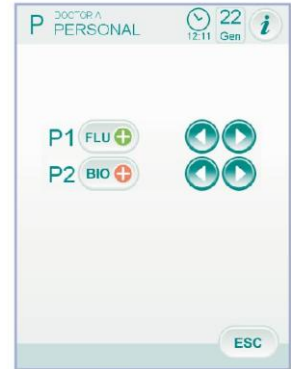 P DOCTOR A 22
PERSONAL 12:11 Gen i
P1 FLU
P2 BIO
ESC